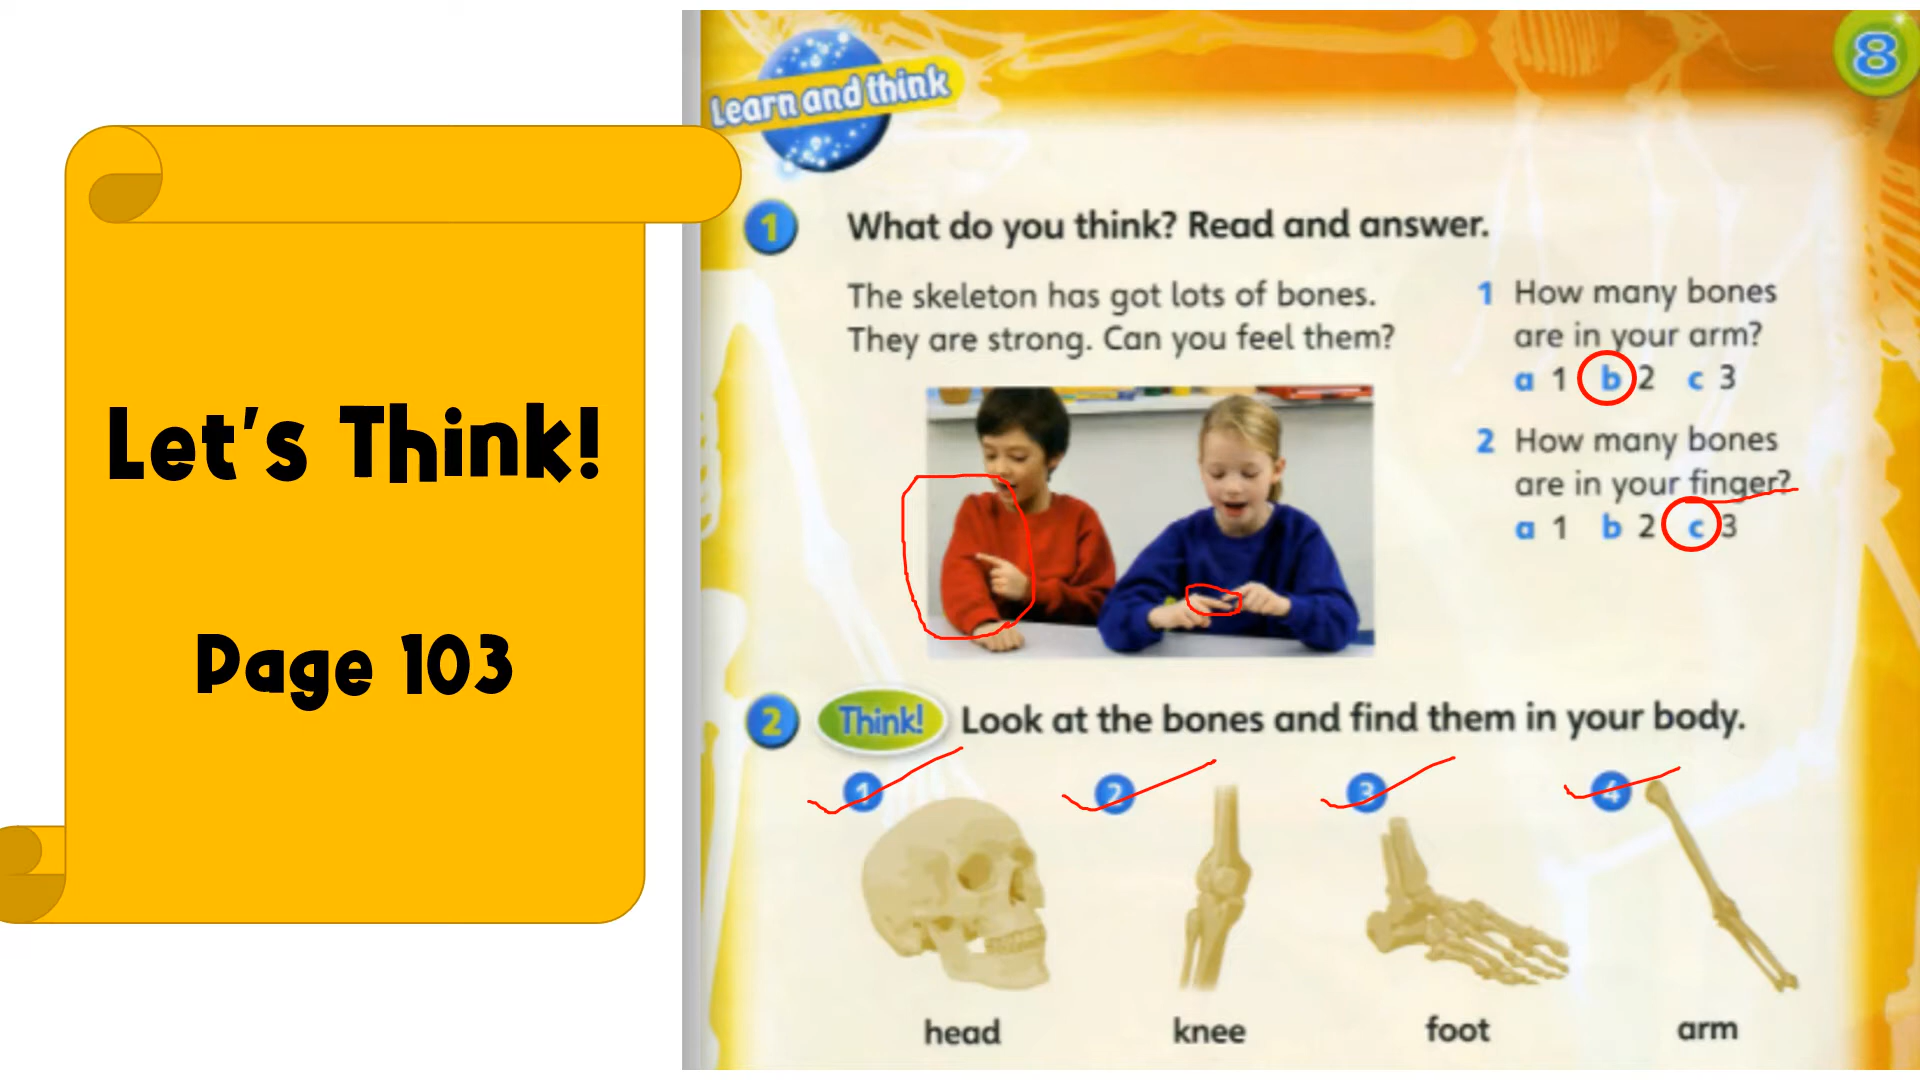 Let's Think!
Page 103
Learn and think
8
1 What do you think? Read and answer.
The skeleton has got lots of bones.
They are strong. Can you feel them?
1 How many bones
are in your arm?
a 1 b 2 c 3
2 How many bones
are in your finger?
a 1 b 2 c 3
2 Think! Look at the bones and find them in your body.
1 2 3 4
head knee foot arm